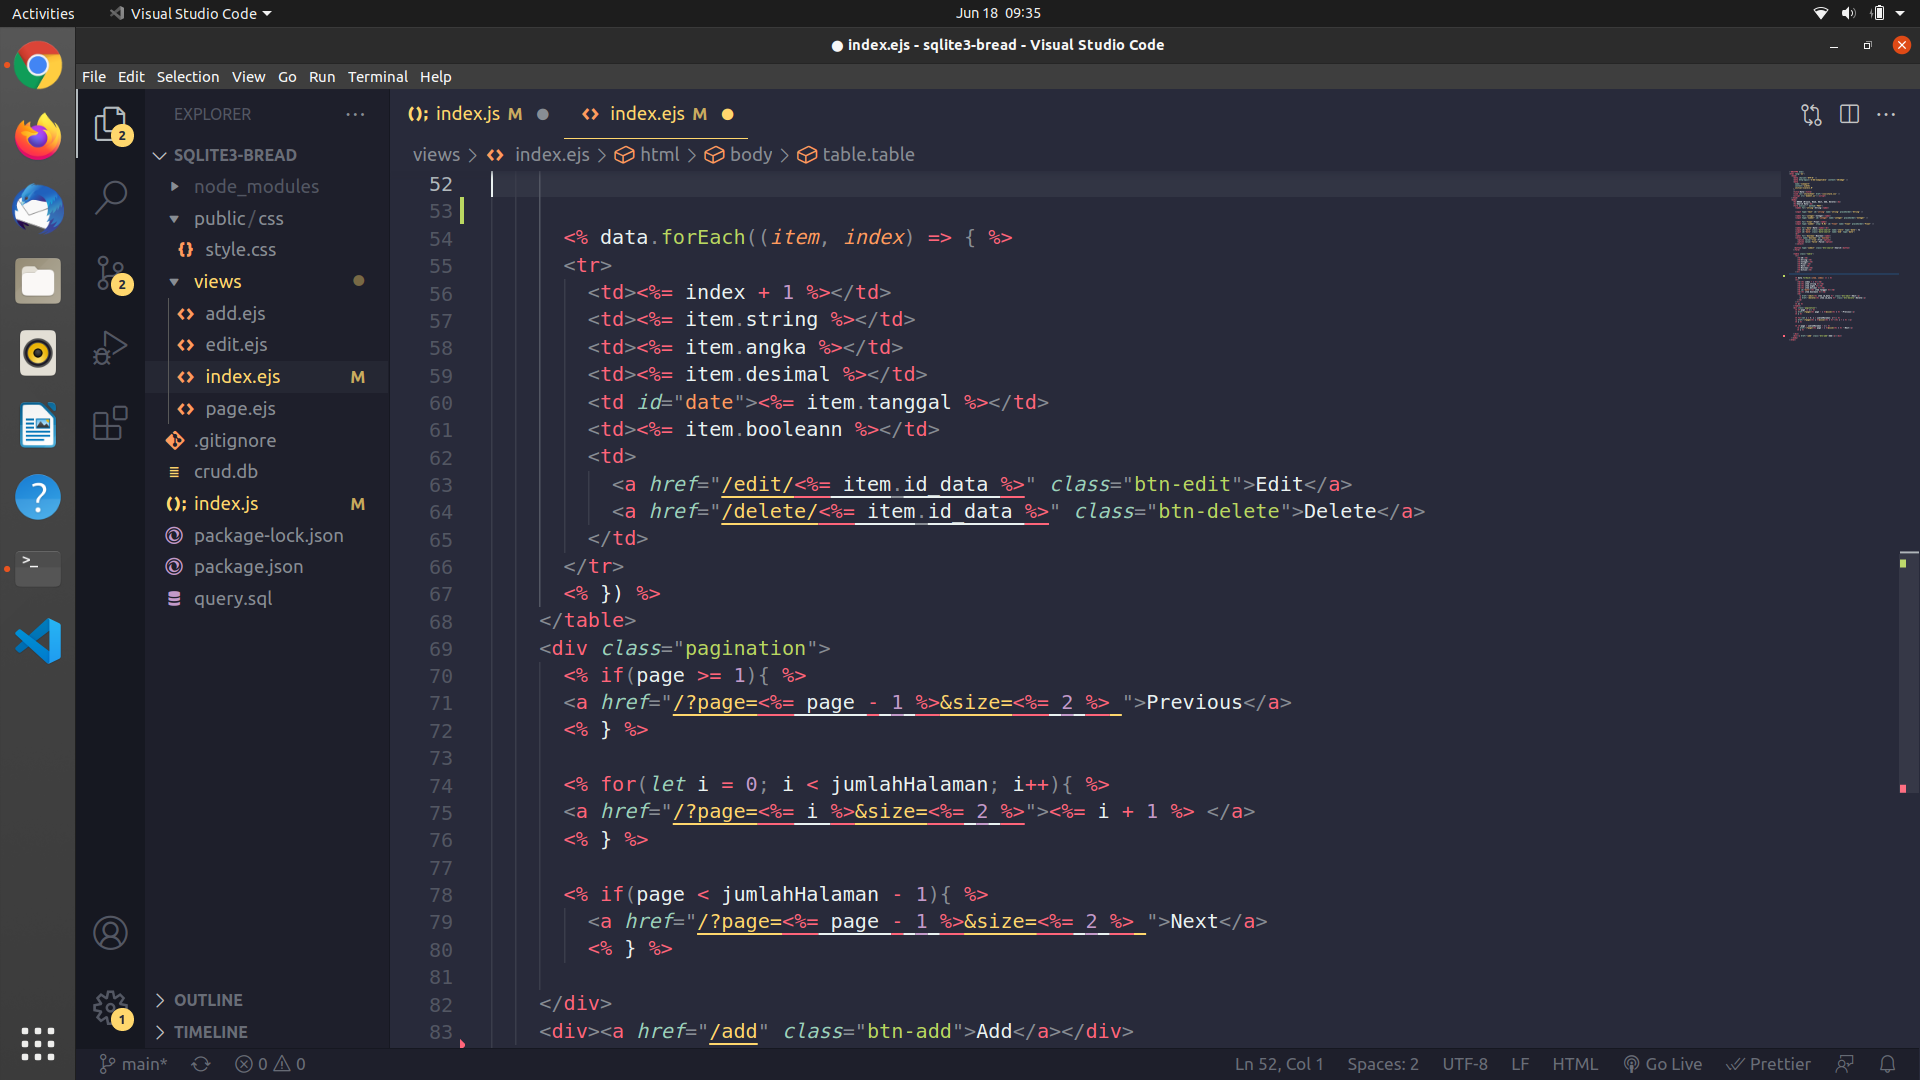 Activities
Visual Studio Code
Jun 18 09:35
● index.ejs - sqlite3-bread - Visual Studio Code
File Edit Selection View Go Run Terminal Help
EXPLORER
SQLITE3-BREAD
node_modules
public/css
style.css
views
add.ejs
edit.ejs
index.ejs M
page.ejs
.gitignore
crud.db
index.js M
package-lock.json
package.json
query.sql
OUTLINE
TIMELINE
2
2
1
index.js M
index.ejs M
views > index.ejs > html > body > table.table
52
53
54 <% data.forEach((item, index) => { %>
55 <tr>
56 <td><%= index + 1 %></td>
57 <td><%= item.string %></td>
58 <td><%= item.angka %></td>
59 <td><%= item.desimal %></td>
60 <td id="date"><%= item.tanggal %></td>
61 <td><%= item.booleann %></td>
62 <td>
63 <a href="/edit/<%= item.id_data %>" class="btn-edit">Edit</a>
64 <a href="/delete/<%= item.id_data %>" class="btn-delete">Delete</a>
65 </td>
66 </tr>
67 <% }) %>
68 </table>
69 <div class="pagination">
70 <% if(page >= 1){ %>
71 <a href="/?page=<%= page - 1 %>&size=<%= 2 %> ">Previous</a>
72 <% } %>
73
74 <% for(let i = 0; i < jumlahHalaman; i++){ %>
75 <a href="/?page=<%= i %>&size=<%= 2 %>"><%= i + 1 %> </a>
76 <% } %>
77
78 <% if(page < jumlahHalaman - 1){ %>
79 <a href="/?page=<%= page - 1 %>&size=<%= 2 %> ">Next</a>
80 <% } %>
81
82 </div>
83 <div><a href="/add" class="btn-add">Add</a></div>
main* 0 0
Ln 52, Col 1 Spaces: 2 UTF-8 LF HTML Go Live Prettier